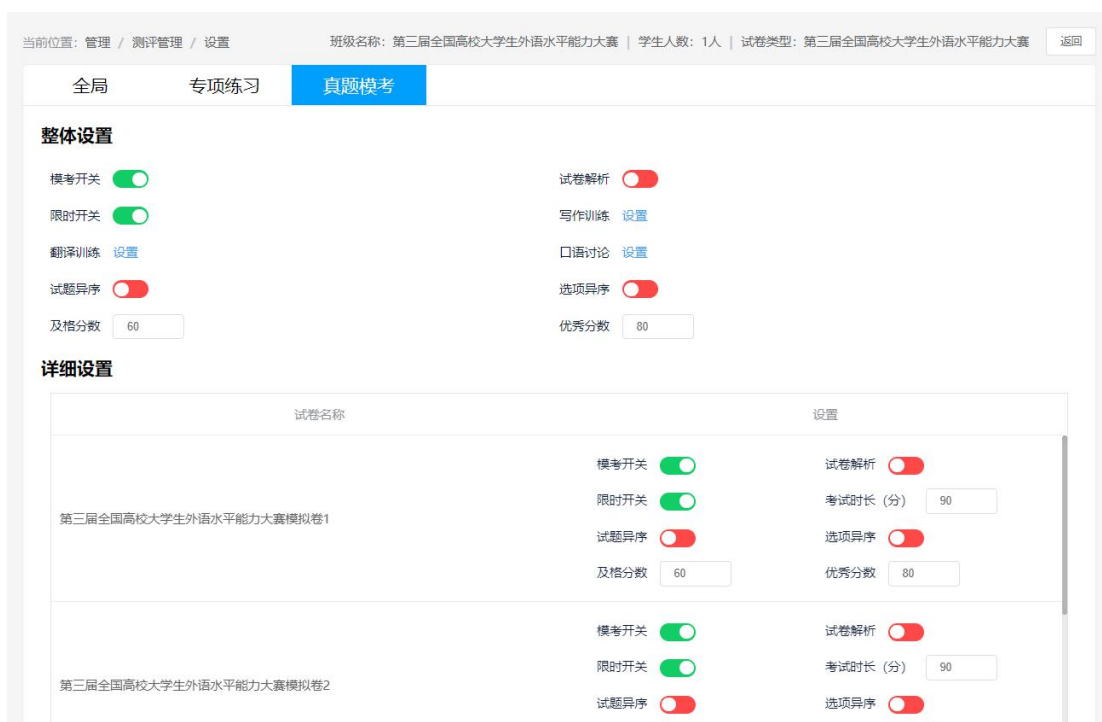 当前位置：管理 / 测评管理 / 设置 班级名称：第三届全国高校大学生外语水平能力大赛 | 学生人数：1人 | 试卷类型：第三届全国高校大学生外语水平能力大赛 返回
全局 专项练习 真题模考
整体设置
模考开关 试卷解析
限时开关 写作训练 设置
翻译训练 设置 口语讨论 设置
试题异序 选项异序
及格分数 60 优秀分数 80
详细设置
试卷名称 设置
模考开关 试卷解析
限时开关 考试时长（分） 90
第三届全国高校大学生外语水平能力大赛模拟卷1
试题异序 选项异序
及格分数 60 优秀分数 80
模考开关 试卷解析
限时开关 考试时长（分） 90
第三届全国高校大学生外语水平能力大赛模拟卷2
试题异序 选项异序